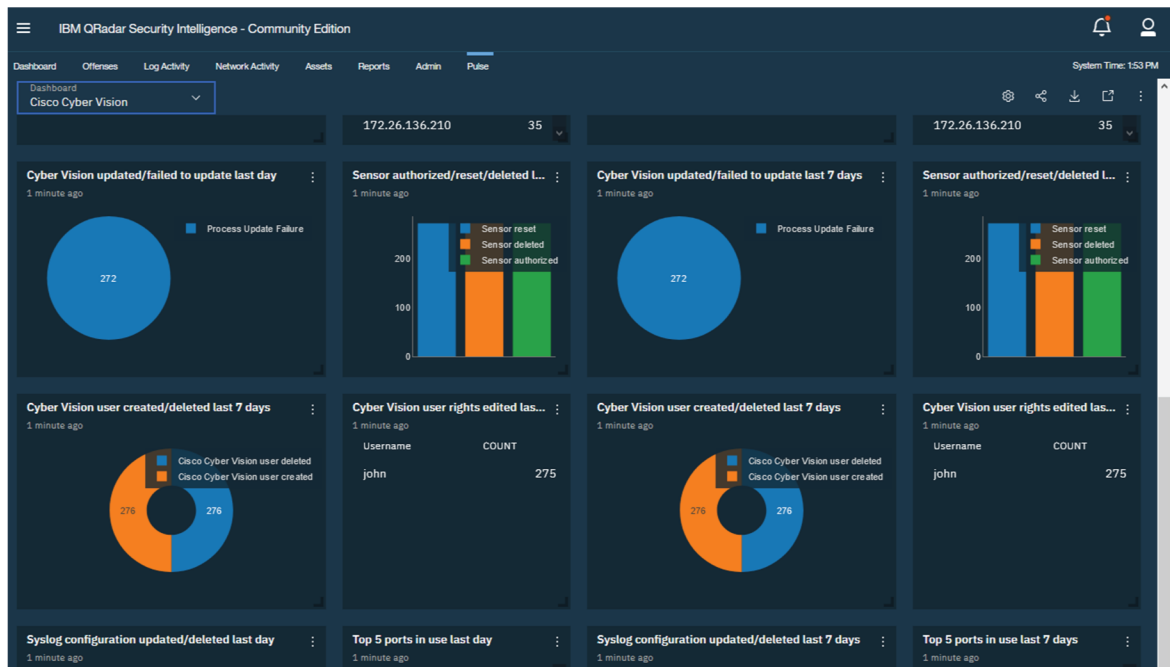 IBM QRadar Security Intelligence - Community Edition
Dashboard Offenses Log Activity Network Activity Assets Reports Admin Pulse System Time: 1:53 PM
Dashboard
Cisco Cyber Vision
172.26.136.210 35 172.26.136.210 35
Cyber Vision updated/failed to update last day
1 minute ago
Process Update Failure
272
Sensor authorized/reset/deleted l...
1 minute ago
Sensor reset
Sensor deleted
Sensor authorized
200
100
0
Cyber Vision updated/failed to update last 7 days
1 minute ago
Process Update Failure
272
Sensor authorized/reset/deleted l...
1 minute ago
Sensor reset
Sensor deleted
Sensor authorized
200
100
0
Cyber Vision user created/deleted last 7 days
1 minute ago
Cisco Cyber Vision user deleted
Cisco Cyber Vision user created
276 276
Cyber Vision user rights edited las...
1 minute ago
Username COUNT
john 275
Cyber Vision user created/deleted last 7 days
1 minute ago
Cisco Cyber Vision user deleted
Cisco Cyber Vision user created
276 276
Cyber Vision user rights edited las...
1 minute ago
Username COUNT
john 275
Syslog configuration updated/deleted last day
1 minute ago
Top 5 ports in use last day
1 minute ago
Syslog configuration updated/deleted last 7 days
1 minute ago
Top 5 ports in use last 7 days
1 minute ago